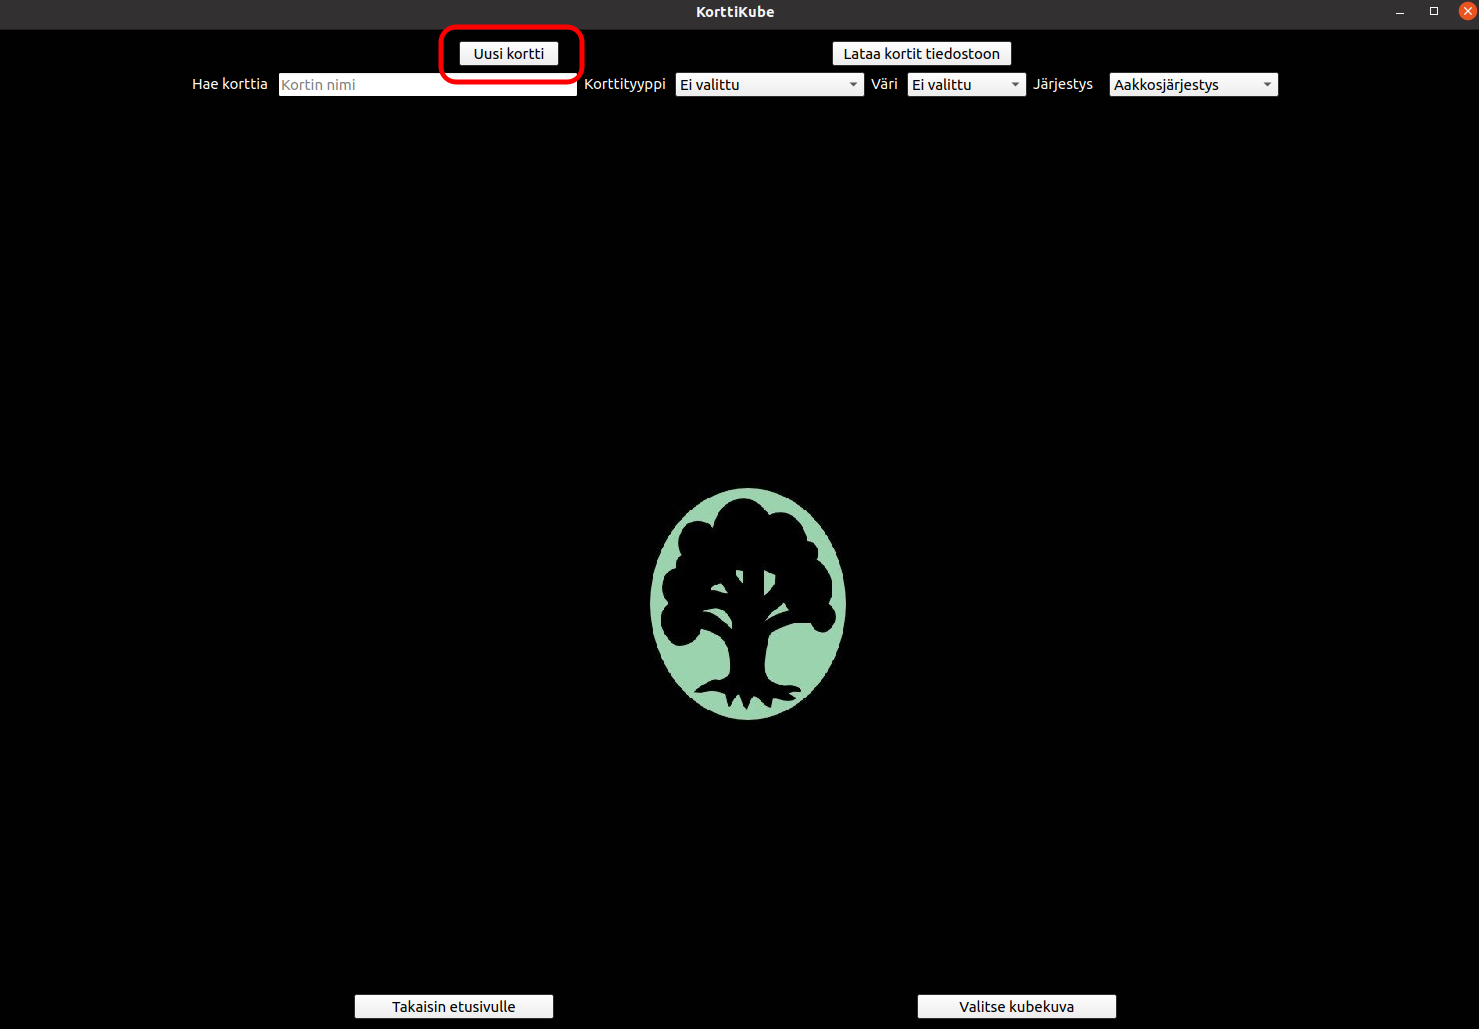 KorttiKube
Uusi kortti Lataa kortit tiedostoon
Hae korttia Kortin nimi Korttityyppi Ei valittu Väri Ei valittu Järjestys Aakkosjärjestys
Takaisin etusivulle Valitse kubekuva